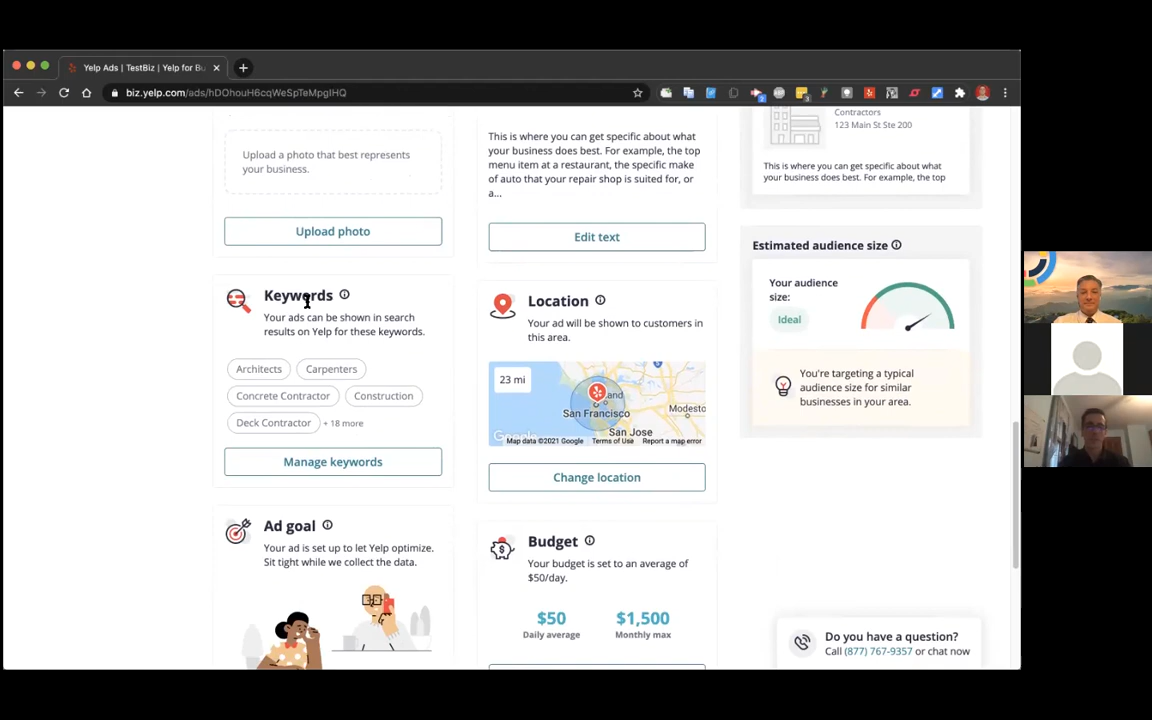 Yelp Ads | TestBiz | Yelp for Bu
biz.yelp.com/ads/hDOhouH6cqWeSpTeMpgIHQ
Upload a photo that best represents
your business.
Upload photo
This is where you can get specific about what
your business does best. For example, the top
menu item at a restaurant, the specific make
of auto that your repair shop is suited for, or
a...
Edit text
Contractors
123 Main St Ste 200
This is where you can get specific about what
your business does best. For example, the top
Keywords
Your ads can be shown in search
results on Yelp for these keywords.
Architects
Carpenters
Concrete Contractor
Construction
Deck Contractor
+ 18 more
Manage keywords
Location
Your ad will be shown to customers in
this area.
23 mi
San Francisco
Modesto
San Jose
Google
Map data ©2021 Google
Terms of Use
Report a map error
Change location
Estimated audience size
Your audience
size:
Ideal
You're targeting a typical
audience size for similar
businesses in your area.
Ad goal
Your ad is set up to let Yelp optimize.
Sit tight while we collect the data.
Budget
Your budget is set to an average of
$50/day.
$50
Daily average
$1,500
Monthly max
Do you have a question?
Call (877) 767-9357 or chat now